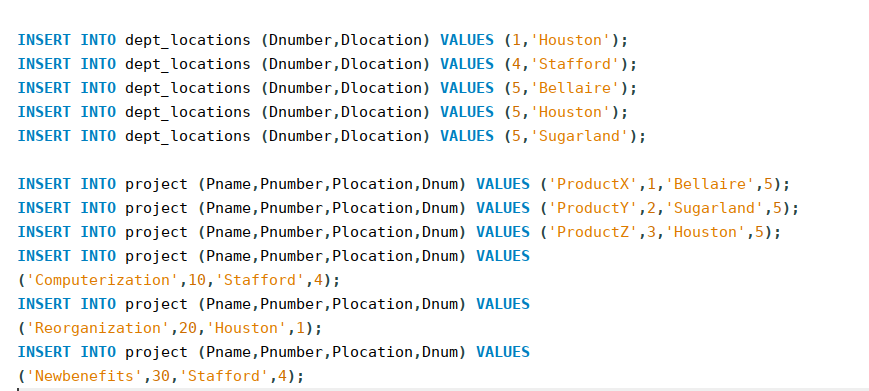 INSERT INTO dept_locations (Dnumber,Dlocation) VALUES (1,'Houston');
INSERT INTO dept_locations (Dnumber,Dlocation) VALUES (4,'Stafford');
INSERT INTO dept_locations (Dnumber,Dlocation) VALUES (5,'Bellaire');
INSERT INTO dept_locations (Dnumber,Dlocation) VALUES (5,'Houston');
INSERT INTO dept_locations (Dnumber,Dlocation) VALUES (5,'Sugarland');
INSERT INTO project (Pname,Pnumber,Plocation,Dnum) VALUES ('ProductX',1,'Bellaire',5);
INSERT INTO project (Pname,Pnumber,Plocation,Dnum) VALUES ('ProductY',2,'Sugarland',5);
INSERT INTO project (Pname,Pnumber,Plocation,Dnum) VALUES ('ProductZ',3,'Houston',5);
INSERT INTO project (Pname,Pnumber,Plocation,Dnum) VALUES
('Computerization',10,'Stafford',4);
INSERT INTO project (Pname,Pnumber,Plocation,Dnum) VALUES
('Reorganization',20,'Houston',1);
INSERT INTO project (Pname,Pnumber,Plocation,Dnum) VALUES
('Newbenefits',30,'Stafford',4);